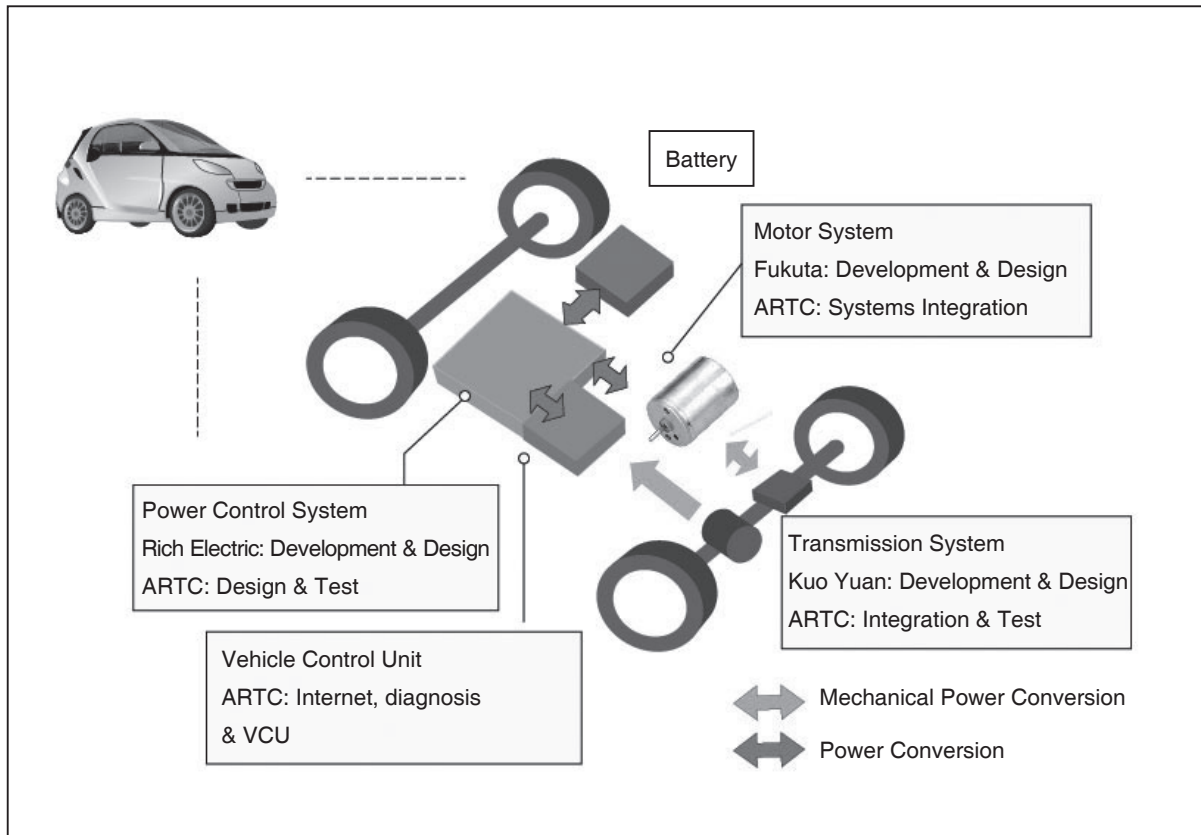 Battery
Motor System
Fukuta: Development & Design
ARTC: Systems Integration
Power Control System
Rich Electric: Development & Design
ARTC: Design & Test
Transmission System
Kuo Yuan: Development & Design
ARTC: Integration & Test
Vehicle Control Unit
ARTC: Internet, diagnosis
& VCU
Mechanical Power Conversion
Power Conversion